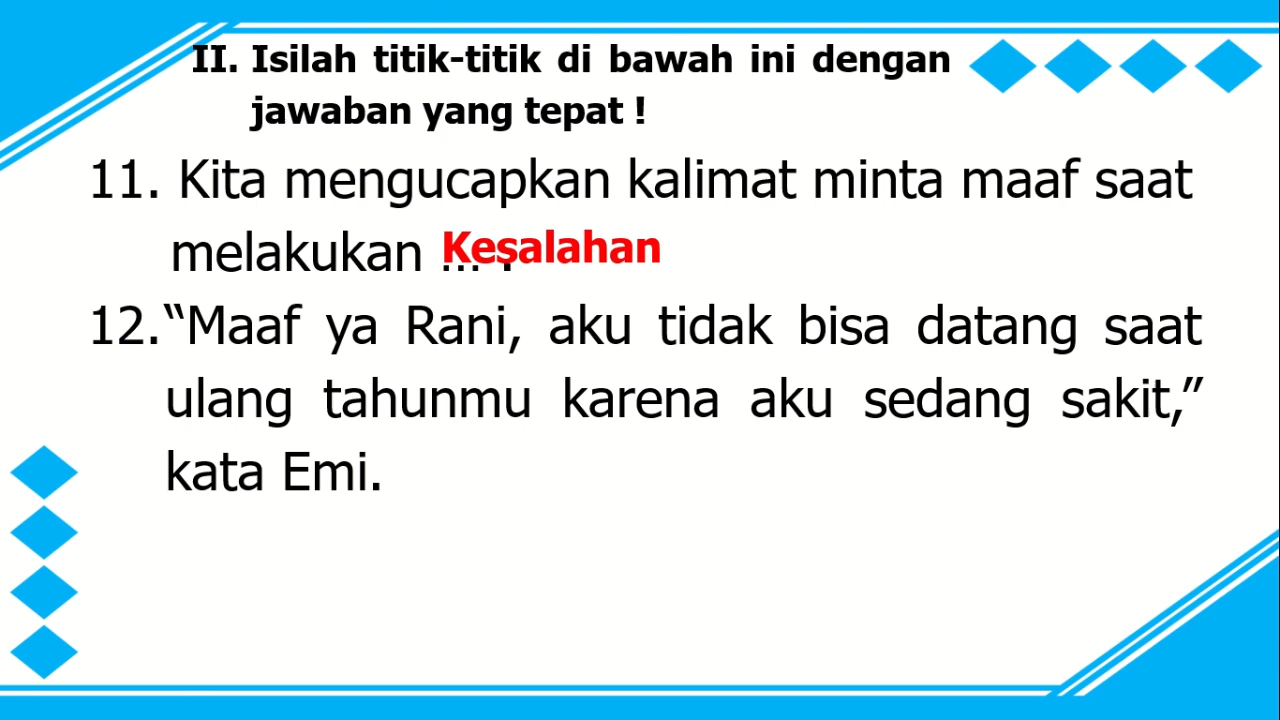 II. Isilah titik-titik di bawah ini dengan
jawaban yang tepat !
11. Kita mengucapkan kalimat minta maaf saat
melakukan ... . Kesalahan
12.“Maaf ya Rani, aku tidak bisa datang saat
ulang tahunmu karena aku sedang sakit,”
kata Emi.